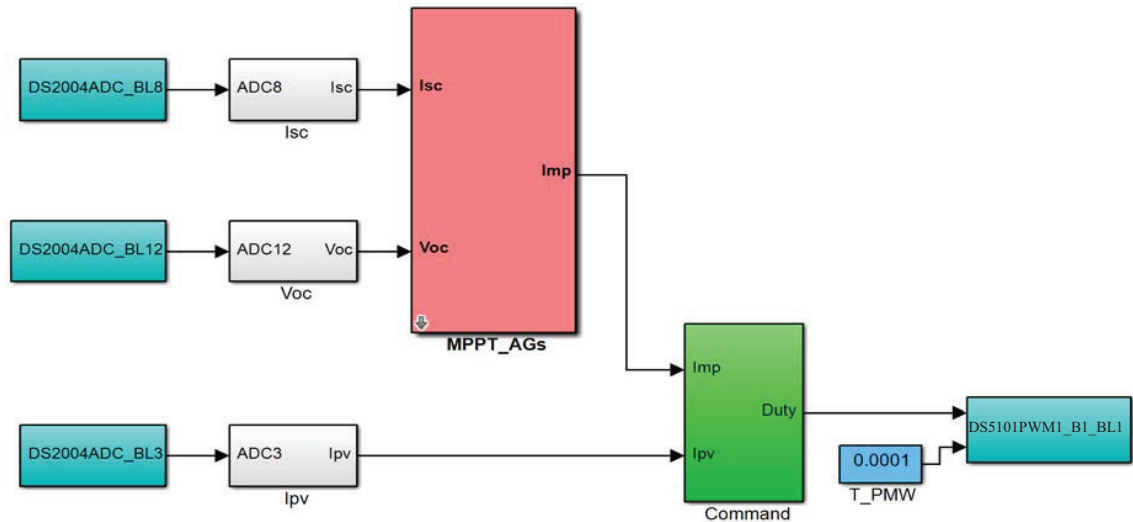 DS2004ADC_BL8
ADC8
Isc
Isc
Isc
Imp
Voc
MPPT_AGs
DS2004ADC_BL12
ADC12
Voc
Voc
DS2004ADC_BL3
ADC3
Ipv
Ipv
Imp
Ipv
Duty
Command
0.0001
T_PMW
DS5101PWM1_B1_BL1